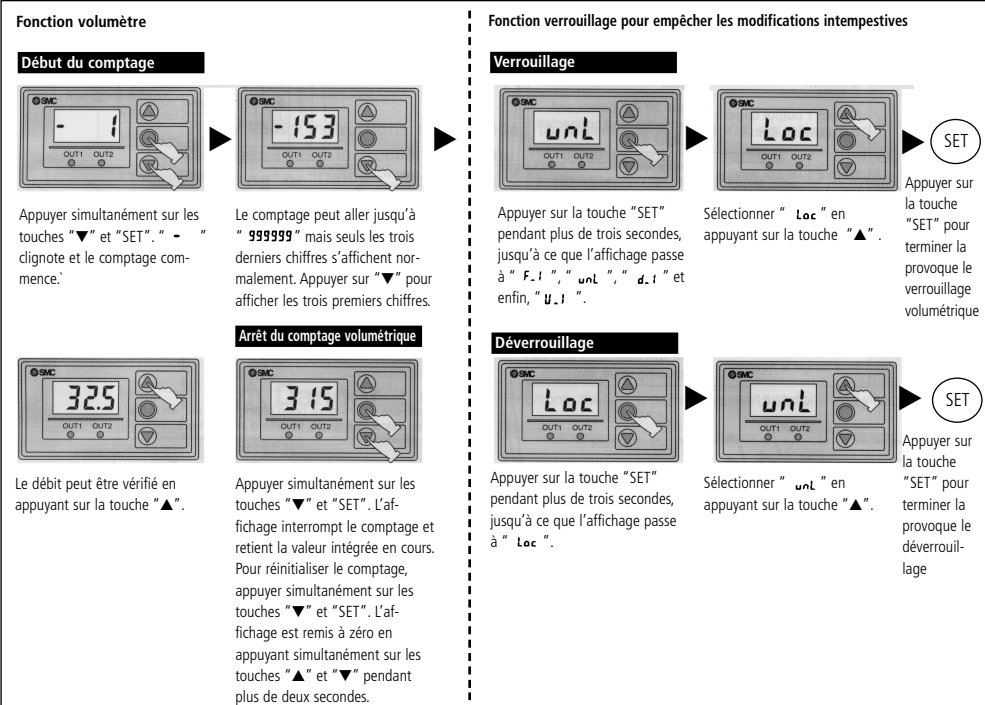 Fonction volumètre
Début du comptage
SMC
- 1
OUT1 OUT2
SMC
-153
OUT1 OUT2
Appuyer simultanément sur les
touches "▼" et "SET". " - "
clignote et le comptage com-
mence.`
Le comptage peut aller jusqu'à
" 999999 " mais seuls les trois
derniers chiffres s'affichent nor-
malement. Appuyer sur "▼" pour
afficher les trois premiers chiffres.
SMC
32.5
OUT1 OUT2
Le débit peut être vérifié en
appuyant sur la touche "▲".
Arrêt du comptage volumétrique
SMC
315
OUT1 OUT2
Appuyer simultanément sur les
touches "▼" et "SET". L'af-
fichage interrompt le comptage et
retient la valeur intégrée en cours.
Pour réinitialiser le comptage,
appuyer simultanément sur les
touches "▼" et "SET". L'af-
fichage est remis à zéro en
appuyant simultanément sur les
touches "▲" et "▼" pendant
plus de deux secondes.
Fonction verrouillage pour empêcher les modifications intempestives
Verrouillage
SMC
unL
OUT1 OUT2
SMC
Loc
OUT1 OUT2
SET
Appuyer sur la touche "SET"
pendant plus de trois secondes,
jusqu'à ce que l'affichage passe
à " F_1 ", " unL ", " d_1 " et
enfin, " U_1 ".
Sélectionner " Loc " en
appuyant sur la touche "▲" .
Appuyer sur
la touche
"SET" pour
terminer la
provoque le
verrouillage
volumétrique
Déverrouillage
SMC
Loc
OUT1 OUT2
SMC
unL
OUT1 OUT2
SET
Appuyer sur la touche "SET"
pendant plus de trois secondes,
jusqu'à ce que l'affichage passe
à " Loc ".
Sélectionner " unL " en
appuyant sur la touche "▲".
Appuyer sur
la touche
"SET" pour
terminer la
provoque le
déverrouil-
lage